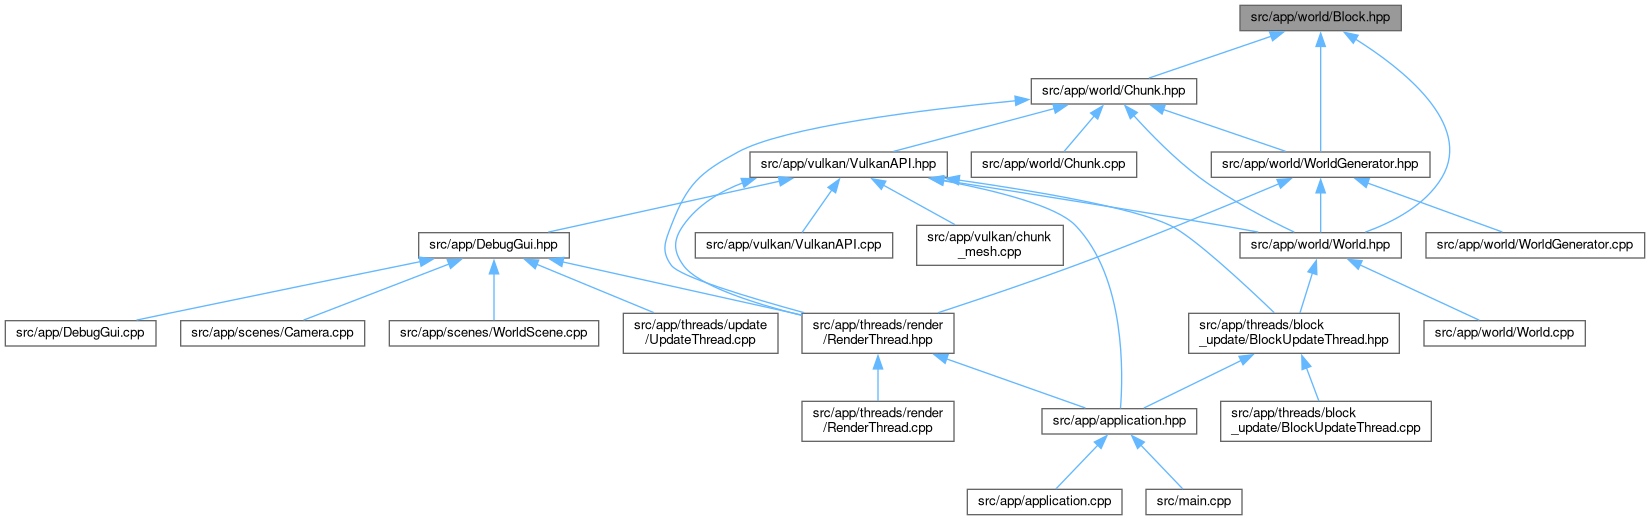 src/app/world/Block.hpp
src/app/world/Chunk.hpp
src/app/vulkan/VulkanAPI.hpp
src/app/world/Chunk.cpp
src/app/world/WorldGenerator.hpp
src/app/DebugGui.hpp
src/app/vulkan/VulkanAPI.cpp
src/app/vulkan/chunk
_mesh.cpp
src/app/world/World.hpp
src/app/world/WorldGenerator.cpp
src/app/DebugGui.cpp
src/app/scenes/Camera.cpp
src/app/scenes/WorldScene.cpp
src/app/threads/update
/UpdateThread.cpp
src/app/threads/render
/RenderThread.hpp
src/app/threads/block
_update/BlockUpdateThread.hpp
src/app/world/World.cpp
src/app/threads/render
/RenderThread.cpp
src/app/application.hpp
src/app/threads/block
_update/BlockUpdateThread.cpp
src/app/application.cpp
src/main.cpp